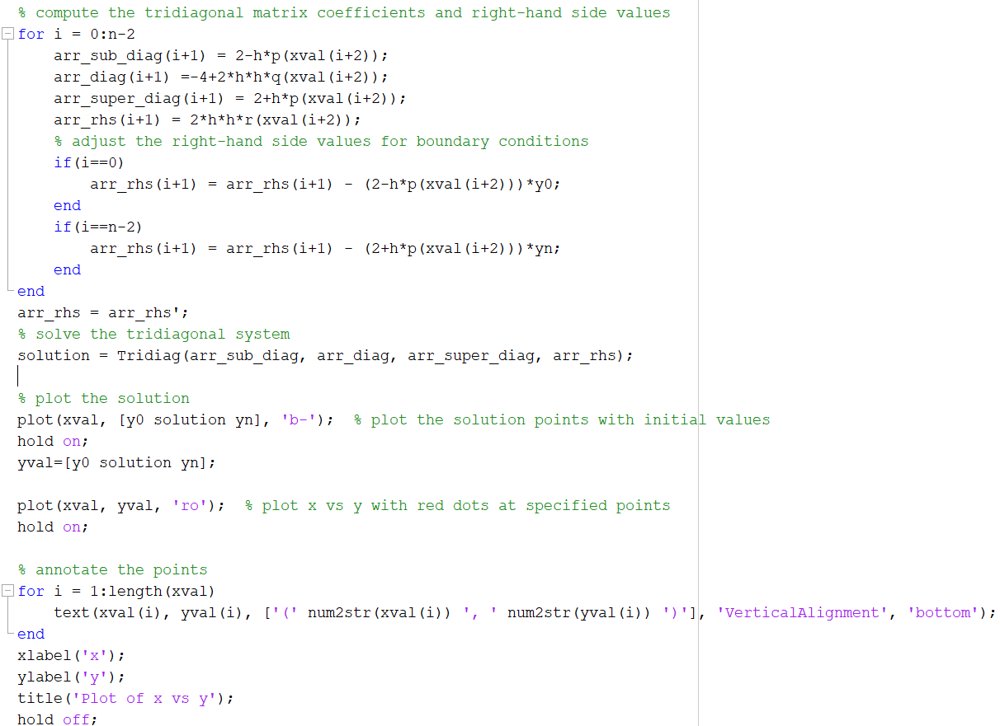 % compute the tridiagonal matrix coefficients and right-hand side values
for i = 0:n-2
    arr_sub_diag(i+1) = 2-h*p(xval(i+2));
    arr_diag(i+1) =-4+2*h*h*q(xval(i+2));
    arr_super_diag(i+1) = 2+h*p(xval(i+2));
    arr_rhs(i+1) = 2*h*h*r(xval(i+2));
    % adjust the right-hand side values for boundary conditions
    if(i==0)
        arr_rhs(i+1) = arr_rhs(i+1) - (2-h*p(xval(i+2)))*y0;
    end
    if(i==n-2)
        arr_rhs(i+1) = arr_rhs(i+1) - (2+h*p(xval(i+2)))*yn;
    end
end
arr_rhs = arr_rhs';
% solve the tridiagonal system
solution = Tridiag(arr_sub_diag, arr_diag, arr_super_diag, arr_rhs);
% plot the solution
plot(xval, [y0 solution yn], 'b-');  % plot the solution points with initial values
hold on;
yval=[y0 solution yn];
plot(xval, yval, 'ro');  % plot x vs y with red dots at specified points
hold on;
% annotate the points
for i = 1:length(xval)
    text(xval(i), yval(i), ['(' num2str(xval(i)) ', ' num2str(yval(i)) ')'], 'VerticalAlignment', 'bottom');
end
xlabel('x');
ylabel('y');
title('Plot of x vs y');
hold off;